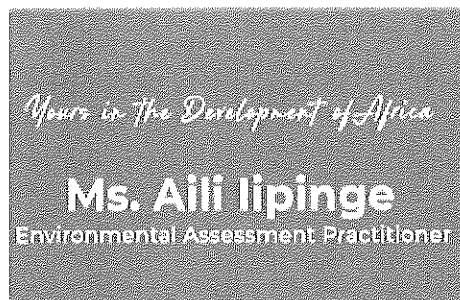 Yours in The Development of Africa
Ms. Aili Iipinge
Environmental Assessment Practitioner